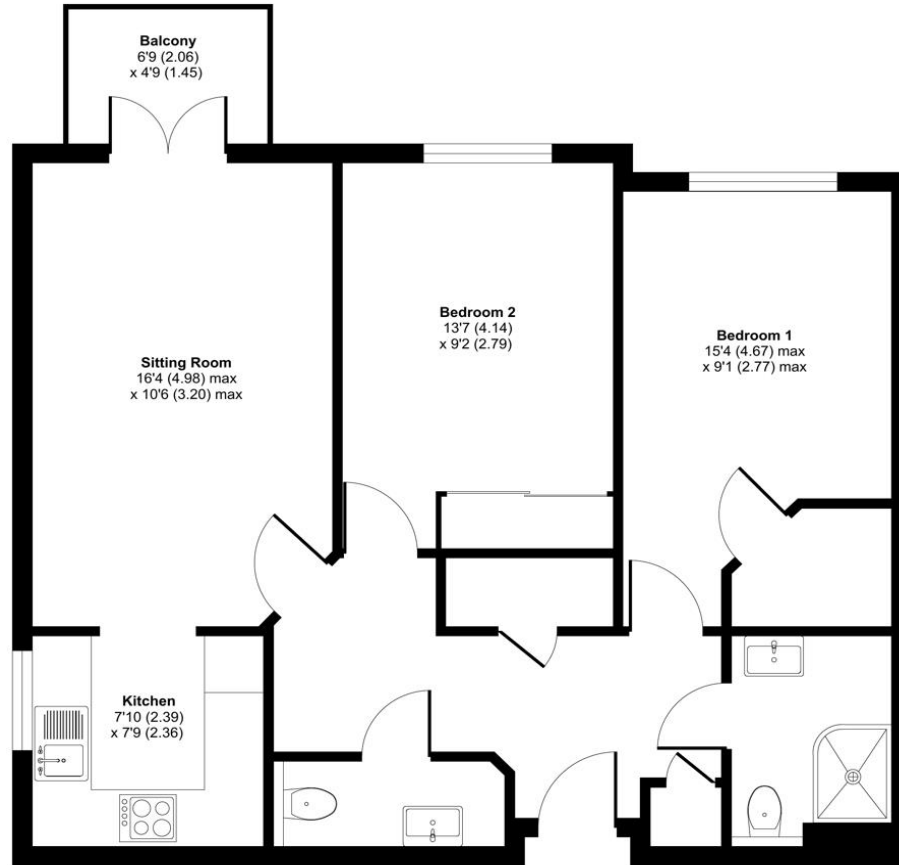 Balcony
6'9 (2.06)
x 4'9 (1.45)
Bedroom 2
13'7 (4.14)
x 9'2 (2.79)
Bedroom 1
15'4 (4.67) max
x 9'1 (2.77) max
Sitting Room
16'4 (4.98) max
x 10'6 (3.20) max
Kitchen
7'10 (2.39)
x 7'9 (2.36)